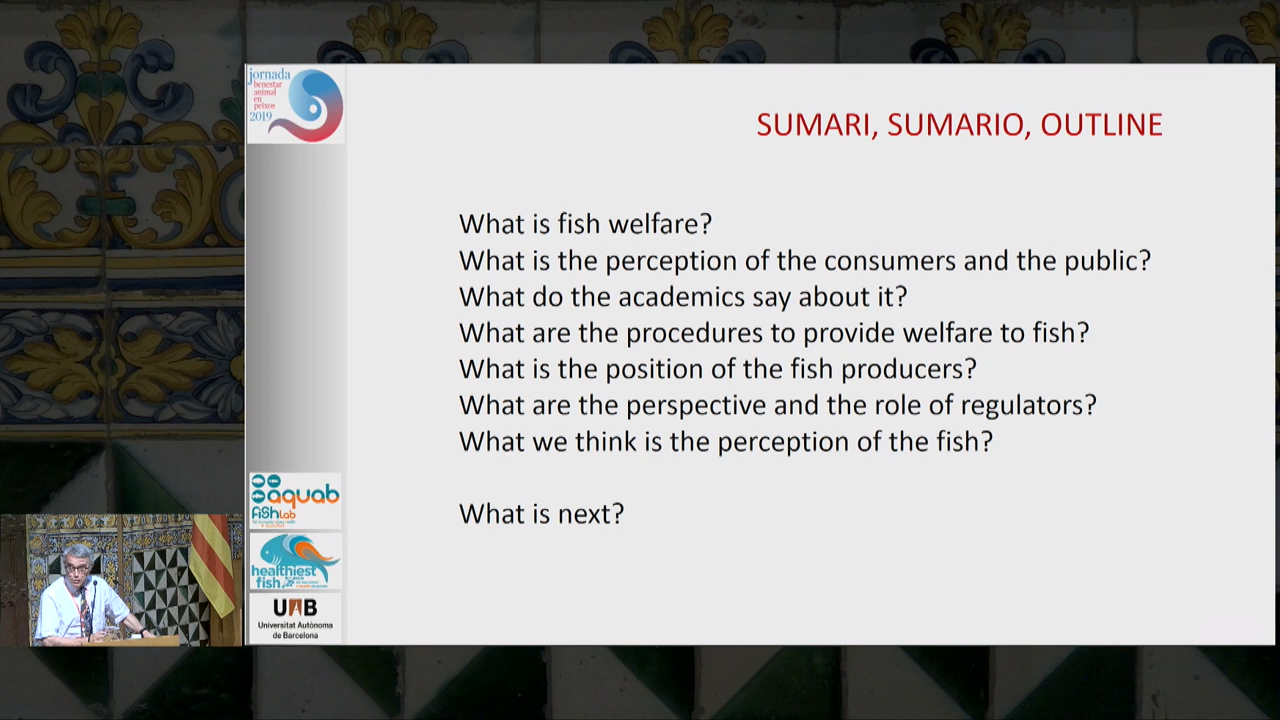 jornada
benestar
animal
en
peixos
2019
SUMARI, SUMARIO, OUTLINE
What is fish welfare?
What is the perception of the consumers and the public?
What do the academics say about it?
What are the procedures to provide welfare to fish?
What is the position of the fish producers?
What are the perspective and the role of regulators?
What we think is the perception of the fish?
What is next?
aquab
fishlab
healthiest
fish
UAB
Universitat Autònoma
de Barcelona